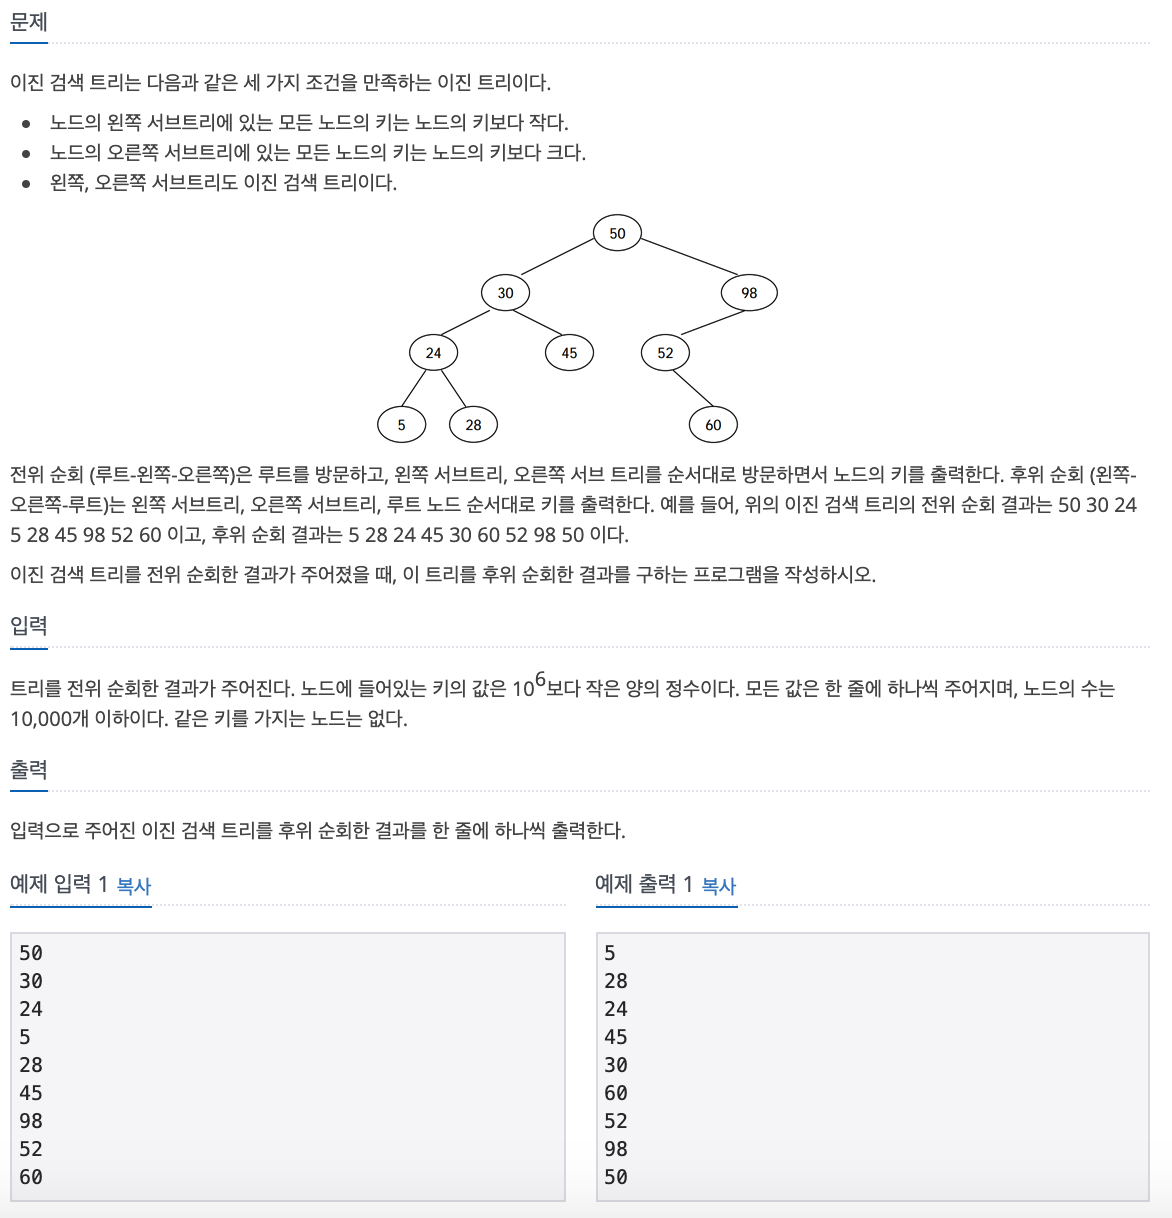 문제
이진 검색 트리는 다음과 같은 세 가지 조건을 만족하는 이진 트리이다.
● 노드의 왼쪽 서브트리에 있는 모든 노드의 키는 노드의 키보다 작다.
● 노드의 오른쪽 서브트리에 있는 모든 노드의 키는 노드의 키보다 크다.
● 왼쪽, 오른쪽 서브트리도 이진 검색 트리이다.
50
30 98
24 45 52
5 28 60
전위 순회 (루트-왼쪽-오른쪽)은 루트를 방문하고, 왼쪽 서브트리, 오른쪽 서브 트리를 순서대로 방문하면서 노드의 키를 출력한다. 후위 순회 (왼쪽-
오른쪽-루트)는 왼쪽 서브트리, 오른쪽 서브트리, 루트 노드 순서대로 키를 출력한다. 예를 들어, 위의 이진 검색 트리의 전위 순회 결과는 50 30 24
5 28 45 98 52 60 이고, 후위 순회 결과는 5 28 24 45 30 60 52 98 50 이다.
이진 검색 트리를 전위 순회한 결과가 주어졌을 때, 이 트리를 후위 순회한 결과를 구하는 프로그램을 작성하시오.
입력
트리를 전위 순회한 결과가 주어진다. 노드에 들어있는 키의 값은 10⁶보다 작은 양의 정수이다. 모든 값은 한 줄에 하나씩 주어지며, 노드의 수는
10,000개 이하이다. 같은 키를 가지는 노드는 없다.
출력
입력으로 주어진 이진 검색 트리를 후위 순회한 결과를 한 줄에 하나씩 출력한다.
예제 입력 1 복사
50
30
24
5
28
45
98
52
60
예제 출력 1 복사
5
28
24
45
30
60
52
98
50